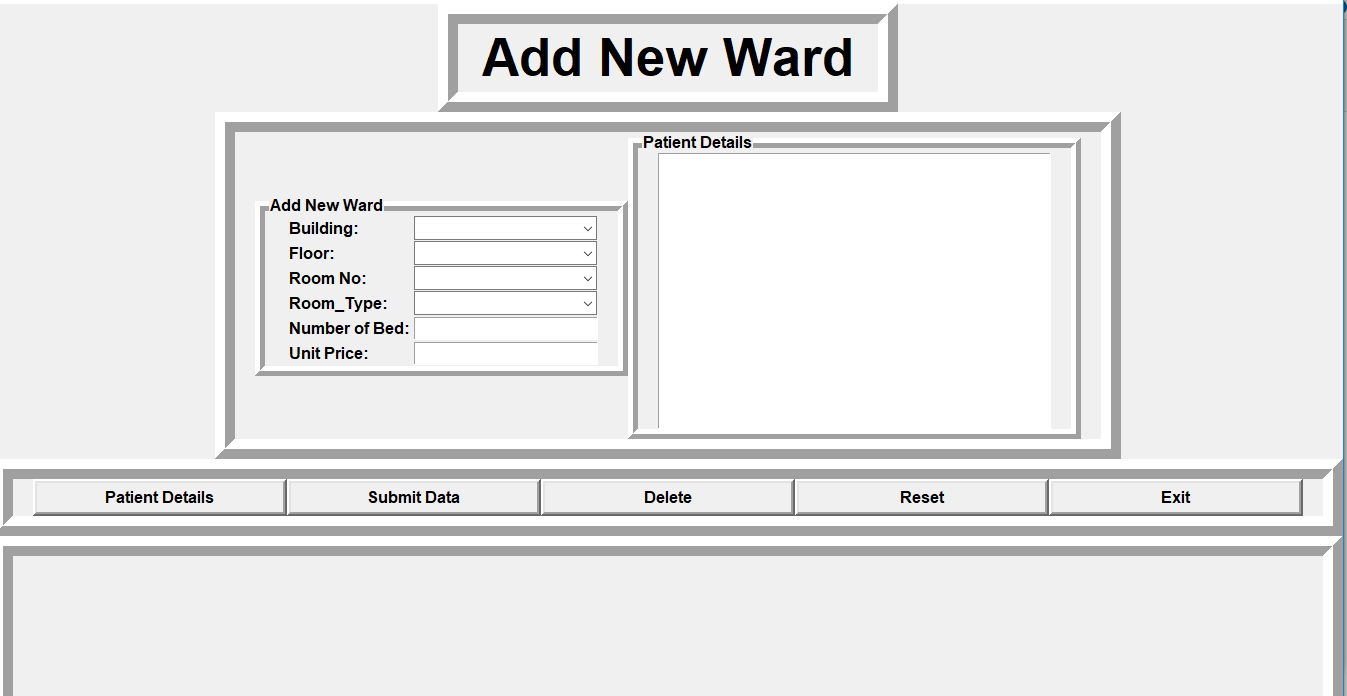 Add New Ward
Patient Details
Add New Ward
Building:
Floor:
Room No:
Room_Type:
Number of Bed:
Unit Price:
Patient Details
Submit Data
Delete
Reset
Exit